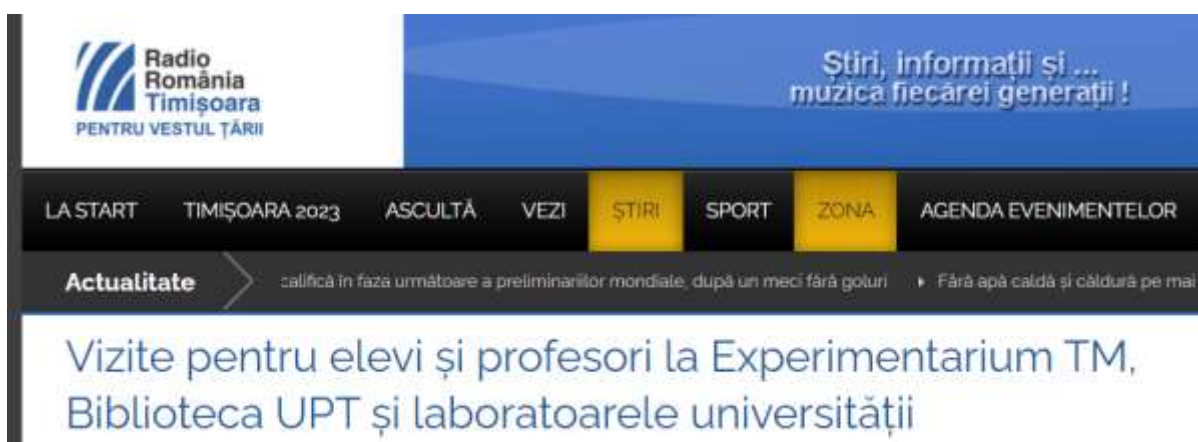 Radio
România
Timișoara
PENTRU VESTUL ȚĂRII
Știri, informații și ...
muzica fiecărei generații !
LA START TIMIȘOARA 2023 ASCULTĂ VEZI ȘTIRI SPORT ZONA AGENDA EVENIMENTELOR
Actualitate califică în faza următoare a preliminariilor mondiale, după un meci fără goluri Fără apă caldă și căldură pe mai
Vizite pentru elevi și profesori la Experimentarium TM,
Biblioteca UPT și laboratoarele universității